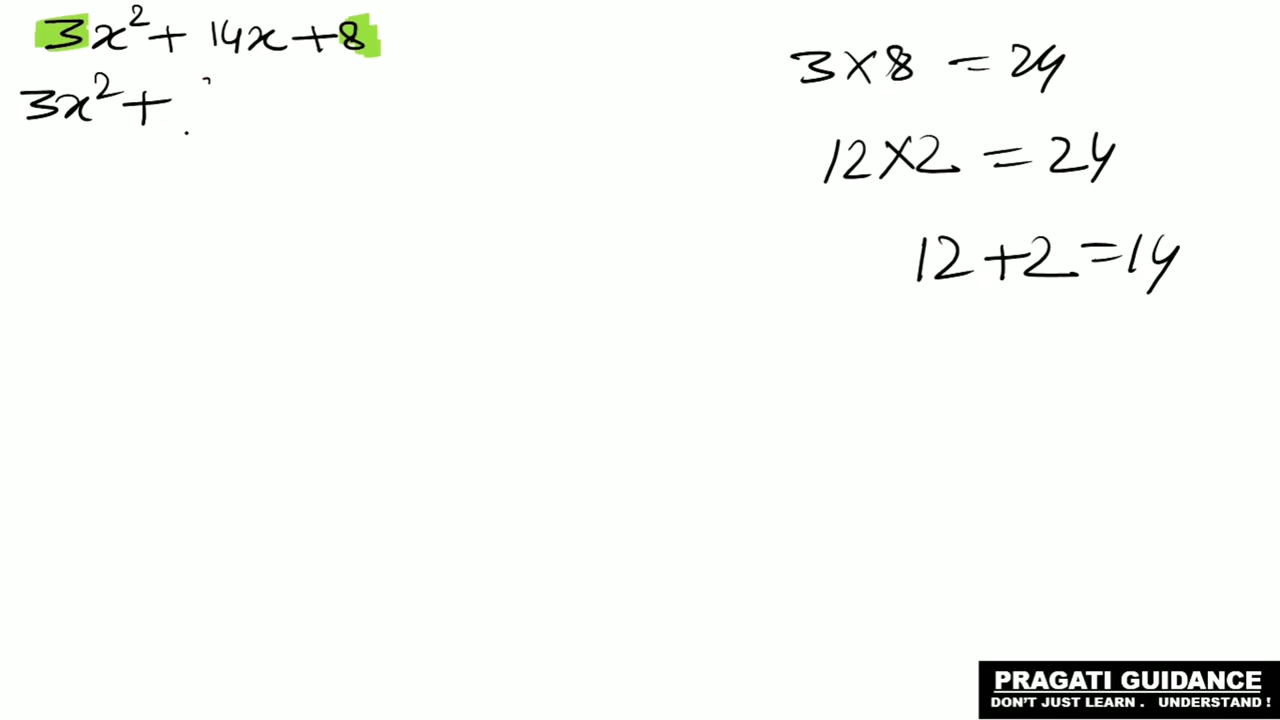 3x² + 14x + 8
3x² +
3 × 8 = 24
12 × 2 = 24
12 + 2 = 14
PRAGATI GUIDANCE
DON'T JUST LEARN . UNDERSTAND !